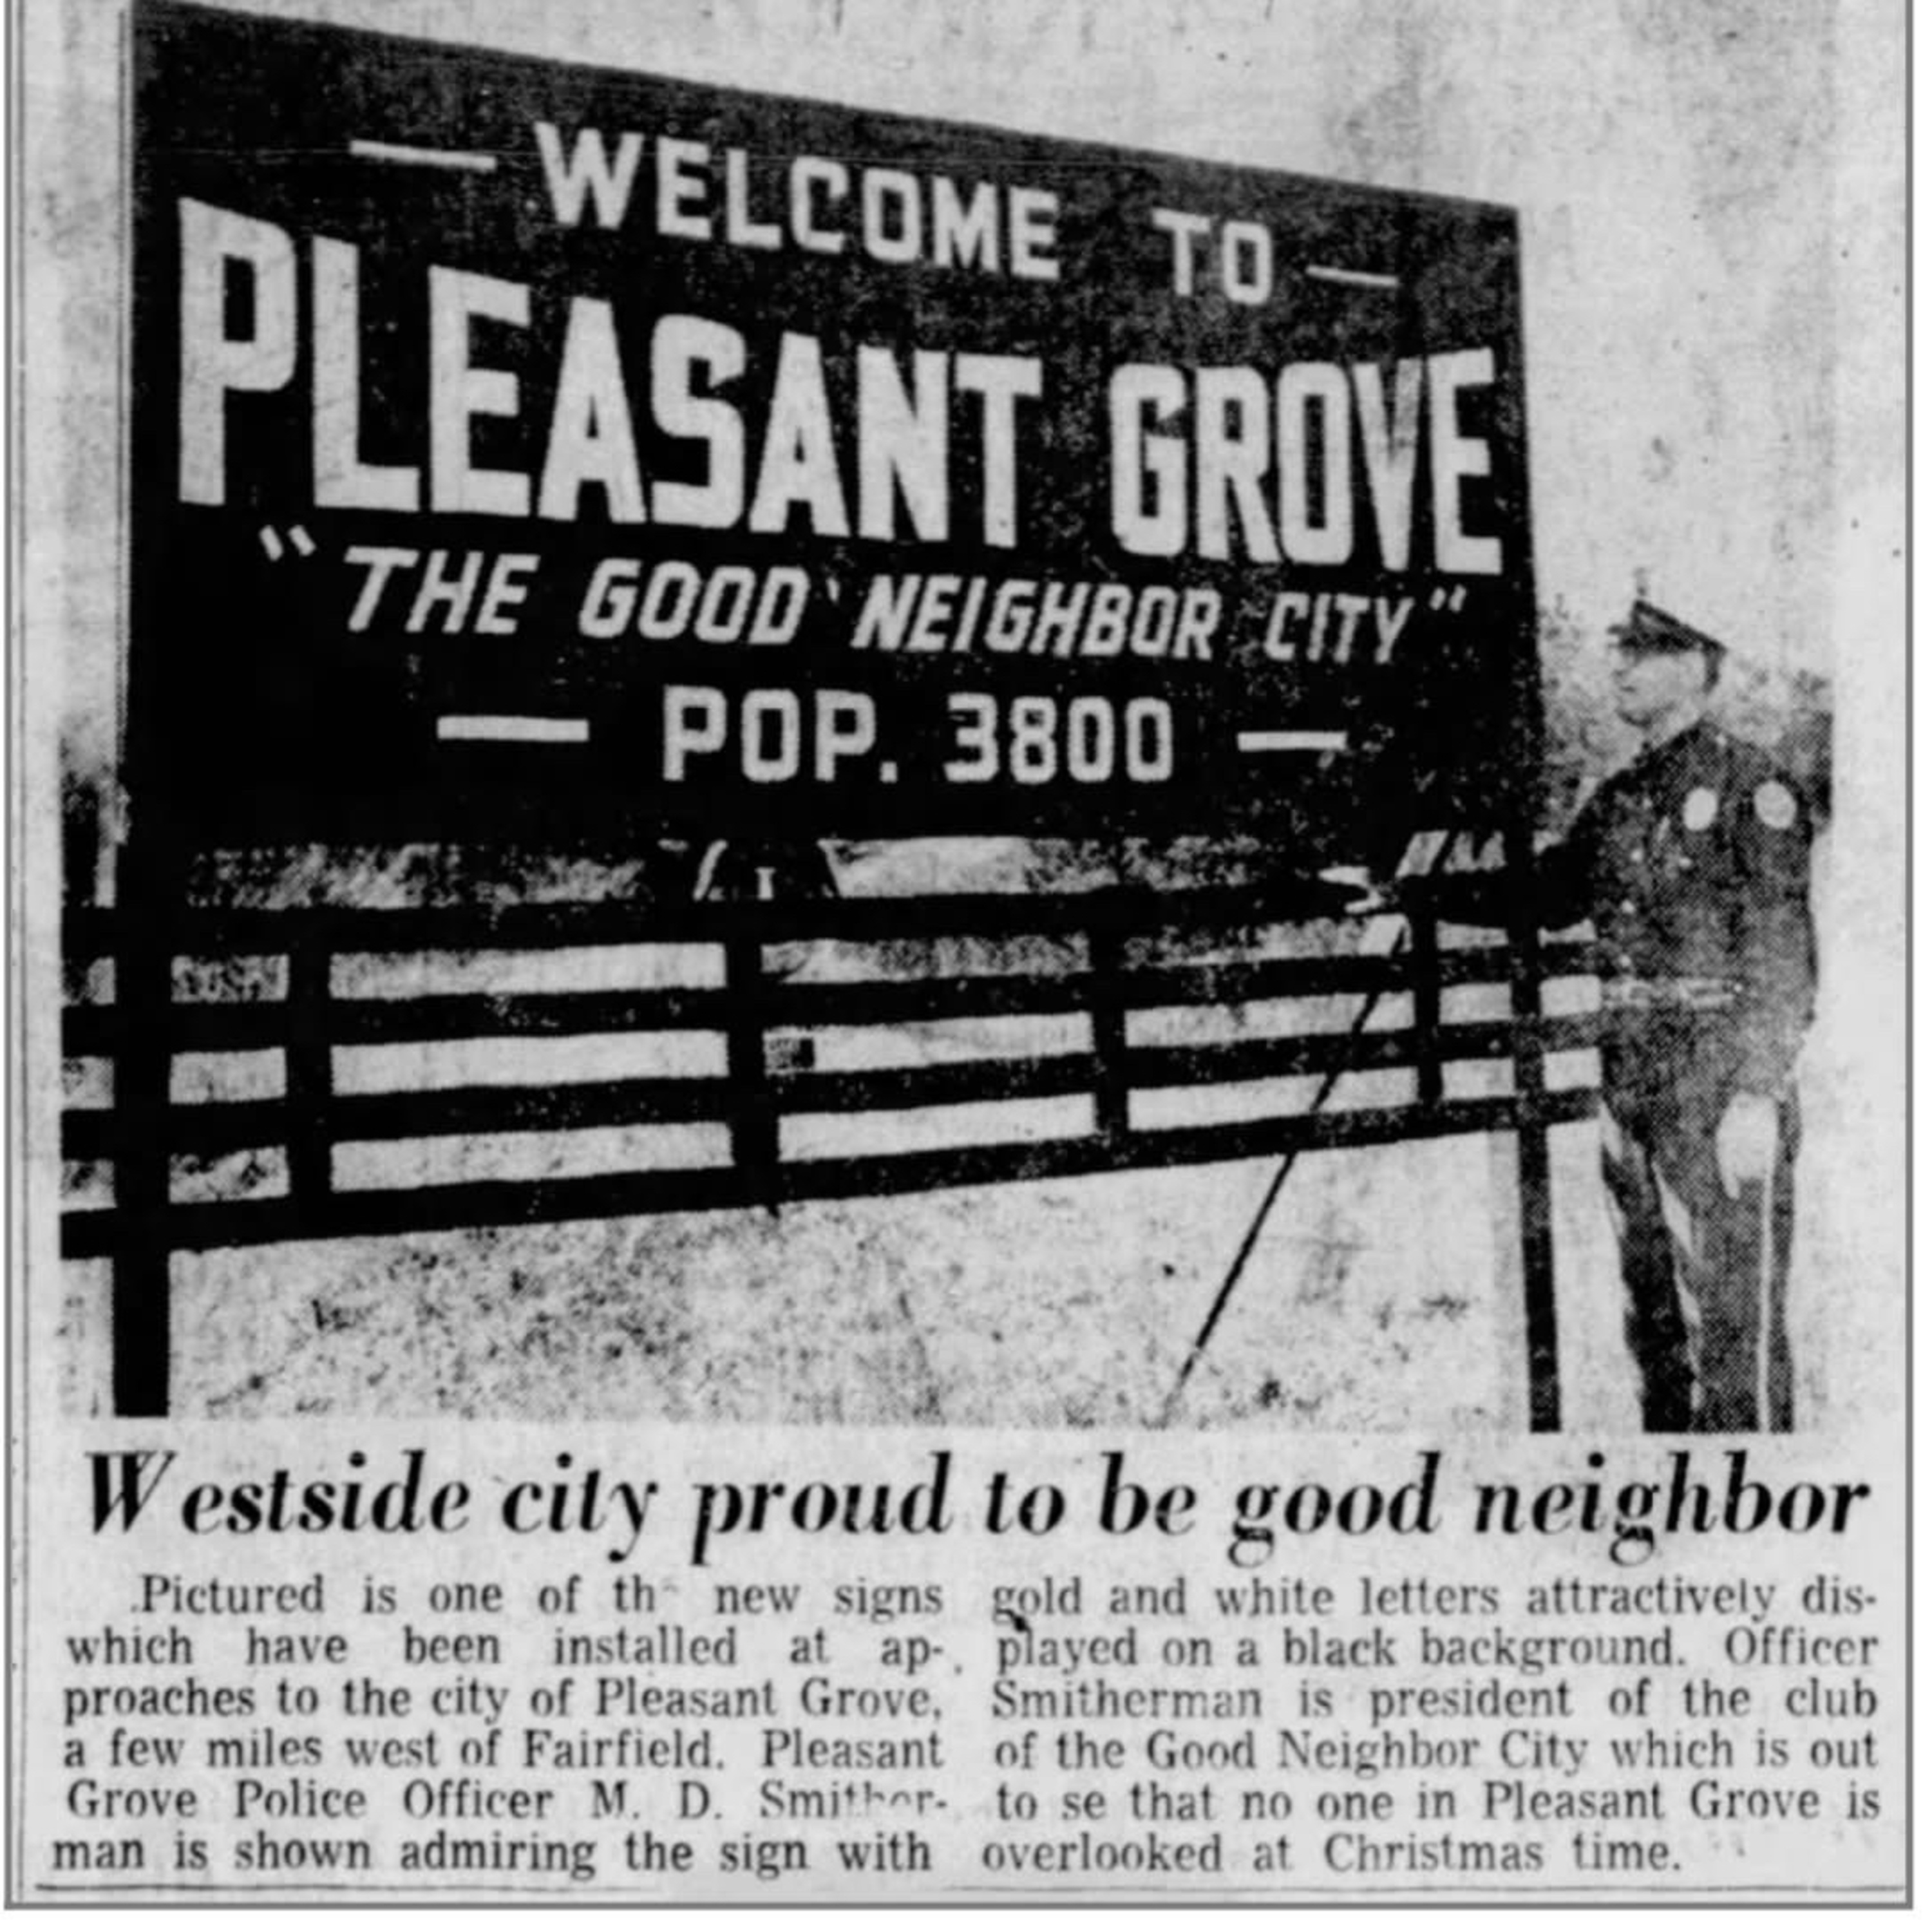 — WELCOME TO —
PLEASANT GROVE
"THE GOOD NEIGHBOR CITY"
— POP. 3800 —
Westside city proud to be good neighbor
Pictured is one of th new signs
which have been installed at ap-
proaches to the city of Pleasant Grove,
a few miles west of Fairfield. Pleasant
Grove Police Officer M. D. Smither-
man is shown admiring the sign with
gold and white letters attractively dis-
played on a black background. Officer
Smitherman is president of the club
of the Good Neighbor City which is out
to se that no one in Pleasant Grove is
overlooked at Christmas time.